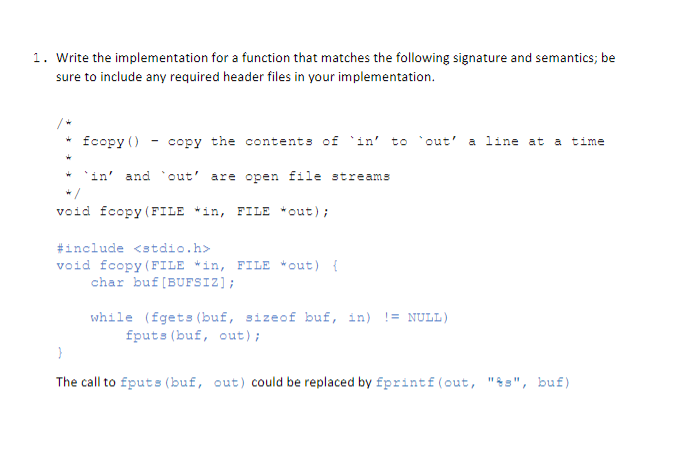 1. Write the implementation for a function that matches the following signature and semantics; be
sure to include any required header files in your implementation.
/*
* fcopy() - copy the contents of `in’ to `out’ a line at a time
*
* `in’ and `out’ are open file streams
*/
void fcopy(FILE *in, FILE *out);
#include <stdio.h>
void fcopy(FILE *in, FILE *out) {
char buf[BUFSIZ];
while (fgets(buf, sizeof buf, in) != NULL)
fputs(buf, out);
}
The call to fputs(buf, out) could be replaced by fprintf(out, "%s", buf)